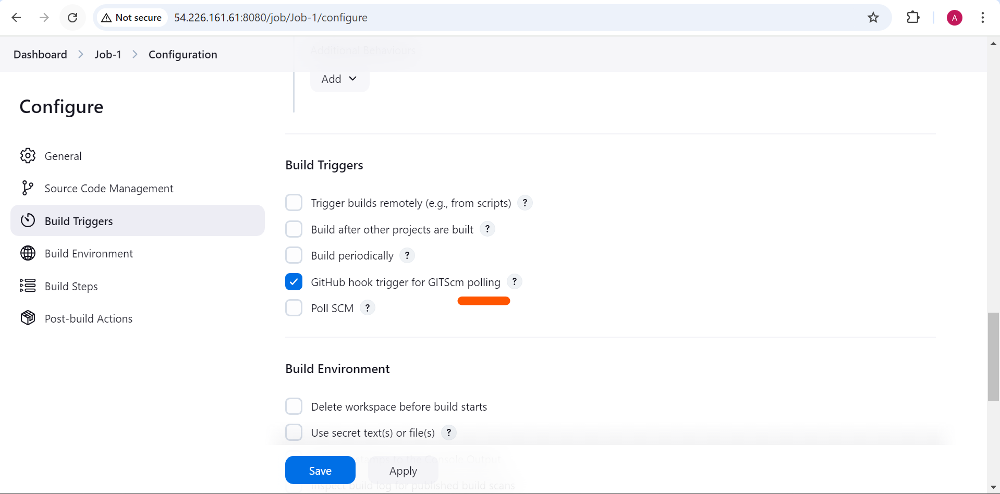 Not secure 54.226.161.61:8080/job/Job-1/configure A
Dashboard Job-1 Configuration
Additional Behaviours
Add
Configure
General
Source Code Management
Build Triggers
Build Environment
Build Steps
Post-build Actions
Build Triggers
Trigger builds remotely (e.g., from scripts) ?
Build after other projects are built ?
Build periodically ?
GitHub hook trigger for GITScm polling ?
Poll SCM ?
Build Environment
Delete workspace before build starts
Use secret text(s) or file(s) ?
to the Console Output
Save Apply
Inspect build log for published build scans